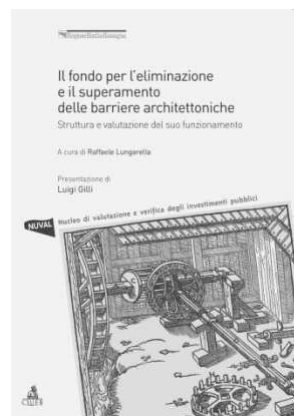 RegioneEmiliaRomagna
Il fondo per l'eliminazione
e il superamento
delle barriere architettoniche
Struttura e valutazione del suo funzionamento
A cura di Raffaele Lungarella
Presentazione di
Luigi Gilli
NUVAL
Nucleo di valutazione e verifica degli investimenti pubblici
CLUEB